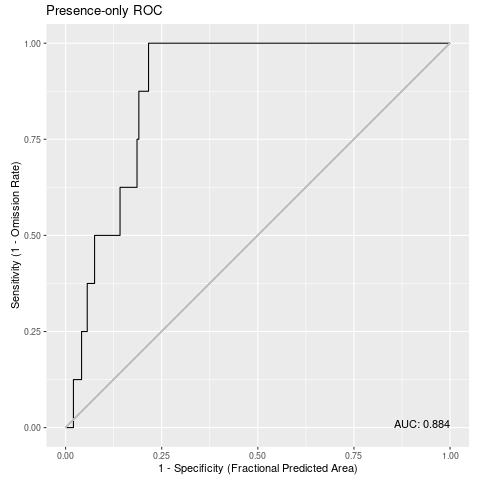 Presence-only ROC
Sensitivity (1 - Omission Rate)
1.00
0.75
0.50
0.25
0.00
AUC: 0.884
0.00 0.25 0.50 0.75 1.00
1 - Specificity (Fractional Predicted Area)